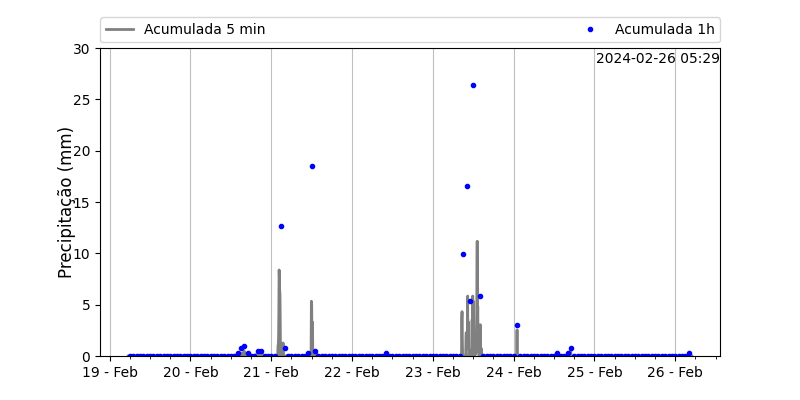 Acumulada 5 min
Acumulada 1h
2024-02-26 05:29
Precipitação (mm)
30
25
20
15
10
5
0
19 - Feb
20 - Feb
21 - Feb
22 - Feb
23 - Feb
24 - Feb
25 - Feb
26 - Feb